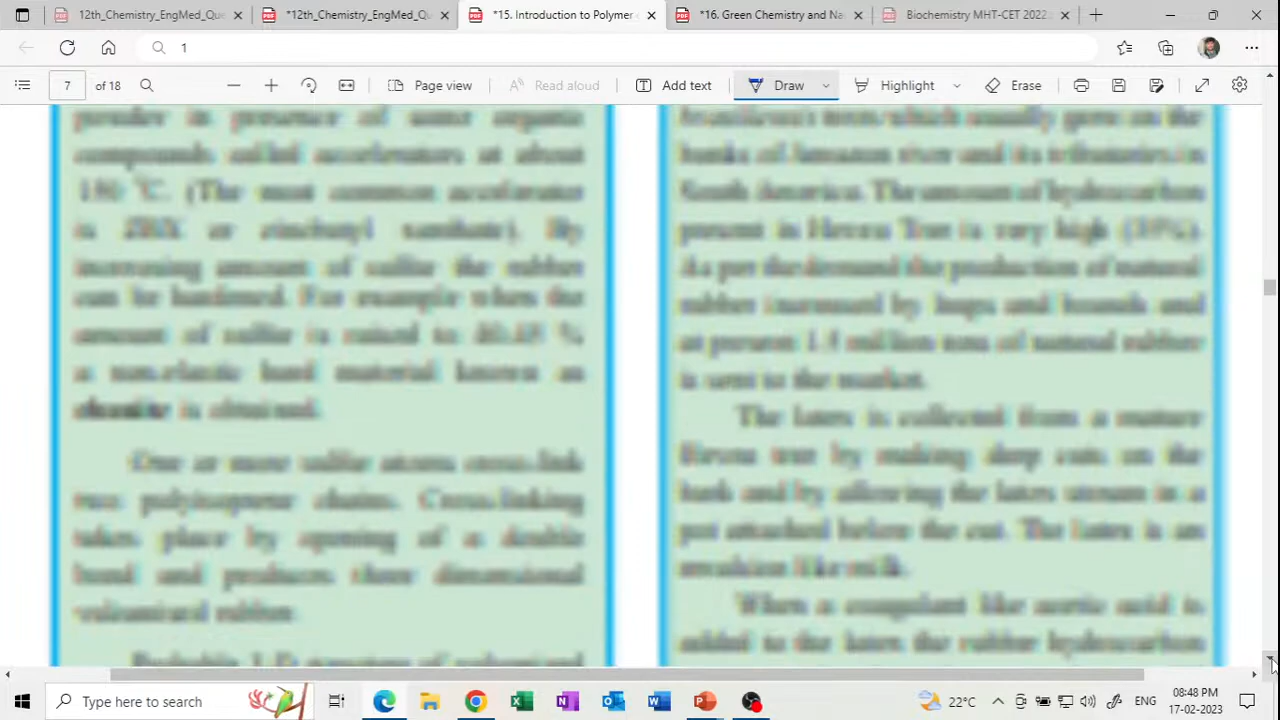 12th_Chemistry_EngMed_Que
*12th_Chemistry_EngMed_Qu
*15. Introduction to Polymer
*16. Green Chemistry and Na
Biochemistry MHT-CET 2022
1
7 of 18
Page view
Read aloud
Add text
Draw
Highlight
Erase
in presence of some organic
compounds called accelerators at about
150 °C. (The most common accelerator
is ZBX or zincbutyl xanthate). By
increasing amount of sulfur the rubber
can be hardened. For example when the
amount of sulfur is raised to 40-45 %
a non-elastic hard material known as
ebonite is obtained.
One or more sulfur atoms cross-link
two polyisoprene chains. Cross-linking
takes place by opening of a double
bond and produces three dimensional
vulcanised rubber.
of vulcanised
trees which usually grow on the
banks of Amazon river and its tributaries in
South America. The amount of hydrocarbon
present in Hevea Tree is very high
As per the demand the production of natural
rubber increased by leaps and bounds and
at present 1.5 million tons of natural rubber
is sent to the market.
The latex is collected from a mature
Hevea tree by making deep cuts on the
bark and by allowing the latex stream in a
pot attached below the cut. The latex is an
emulsion like milk.
When a coagulant like acetic acid is
added to the latex the rubber hydrocarbon
Type here to search
22°C
ENG
08:48 PM
17-02-2023